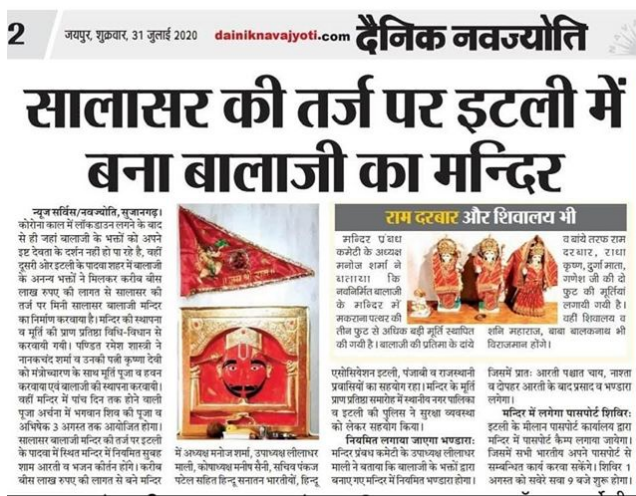 2
जयपुर, शुक्रवार, 31 जुलाई 2020
dainiknavajyoti.com
दैनिक नवज्योति
सालासर की तर्ज पर इटली में
बना बालाजी का मन्दिर
न्यूज सर्विस/नवज्योति, सुजानगढ़।
कोरोना काल में लॉकडाउन लगने के बाद
से ही जहां बालाजी के भक्तों को अपने
इष्ट देवता के दर्शन नहीं हो पा रहे है, वहीं
दूसरी ओर इटली के पादवा शहर में बालाजी
के अनन्य भक्तों ने मिलकर करीब बीस
लाख रुपए की लागत से सालासर की
तर्ज पर मिनी सालासर बालाजी मन्दिर
का निर्माण करवाया है। मन्दिर की स्थापना
व मूर्ति की प्राण प्रतिष्ठा विधि-विधान से
करवायी गयी। पण्डित रमेश शास्त्री ने
नानकचंद शर्मा व उनकी पत्नी कृष्णा देवी
को मंत्रोच्चारण के साथ मूर्ति पूजा व हवन
करवाया एवं बालाजी की स्थापना करवायी।
वहीं मन्दिर में पांच दिन तक होने वाली
पूजा अर्चना में भगवान शिव की पूजा व
अभिषेक 3 अगस्त तक आयोजित होगा।
सालासर बालाजी मन्दिर की तर्ज पर इटली
के पादवा में स्थित मन्दिर में नियमित सुबह
शाम आरती व भजन कीर्तन होंगे। करीब
बीस लाख रुपए की लागत से बने मन्दिर
में अध्यक्ष मनोज शर्मा, उपाध्यक्ष लीलाधर
माली, कोषाध्यक्ष मनीष सैनी, सचिव पंकज
पटेल सहित हिन्दू सनातन भारतीयों, हिन्दू
राम दरबार और शिवालय भी
मन्दिर प्रबंध
कमेटी के अध्यक्ष
मनोज शर्मा ने
बताया कि
नवनिर्मित बालाजी
के मन्दिर में
मकराना पत्थर की
तीन फुट से अधिक बड़ी मूर्ति स्थापित
की गयी है। बालाजी की प्रतिमा के दांये
व बांये तरफ राम
दरबार, राधा
कृष्ण, दुर्गा माता,
गणेश जी की दो
फुट की मूर्तियां
लगायी गयी है।
वहीं शिवालय व
शनि महाराज, बाबा बालकनाथ भी
विराजमान होंगे।
एसोसियेशन इटली, पंजाबी व राजस्थानी
प्रवासियों का सहयोग रहा। मन्दिर के मूर्ति
प्राण प्रतिष्ठा समारोह में स्थानीय नगर पालिका
व इटली की पुलिस ने सुरक्षा व्यवस्था
को लेकर सहयोग किया।
नियमित लगाया जाएगा भण्डारा:
मन्दिर प्रबंध कमेटी के उपाध्यक्ष लीलाधर
माली ने बताया कि बालाजी के भक्तों द्वारा
बनाए गए मन्दिर में नियमित भण्डारा होगा।
जिसमें प्रातः आरती पश्चात चाय, नाश्ता
व दोपहर आरती के बाद प्रसाद व भण्डारा
लगेगा।
मन्दिर में लगेगा पासपोर्ट शिविर:
इटली के मीलान पासपोर्ट कार्यालय द्वारा
मन्दिर में पासपोर्ट कैम्प लगाया जायेगा।
जिसमें सभी भारतीय अपने पासपोर्ट से
सम्बन्धित कार्य करवा सकेंगे। शिविर 1
अगस्त को सवेरे सवा 9 बजे शुरू होगा।